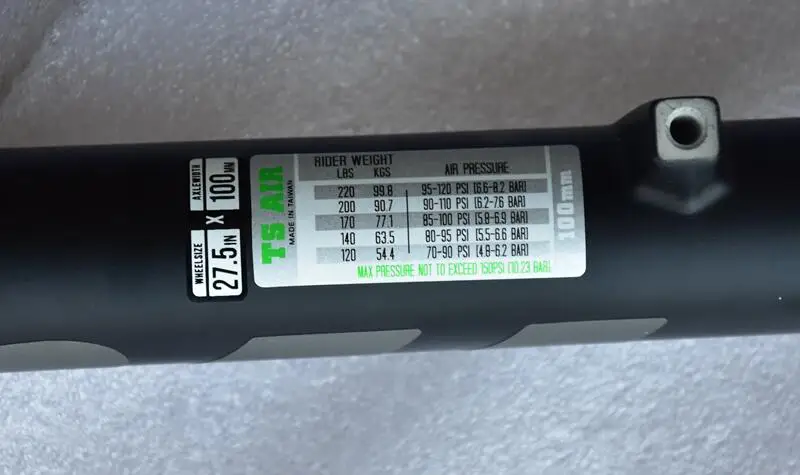 WHEELSIZE AXLEWIDTH
27.5IN X 100MM
TS AIR
MADE IN TAIWAN
RIDER WEIGHT
LBS KGS AIR PRESSURE
220 99.8 95-120 PSI (6.6-8.2 BAR)
200 90.7 90-110 PSI (6.2-7.6 BAR)
170 77.1 85-100 PSI (5.8-6.9 BAR)
140 63.5 80-95 PSI (5.5-6.6 BAR)
120 54.4 70-90 PSI (4.8-6.2 BAR)
MAX PRESSURE NOT TO EXCEED 150PSI (10.23 BAR)
100mm